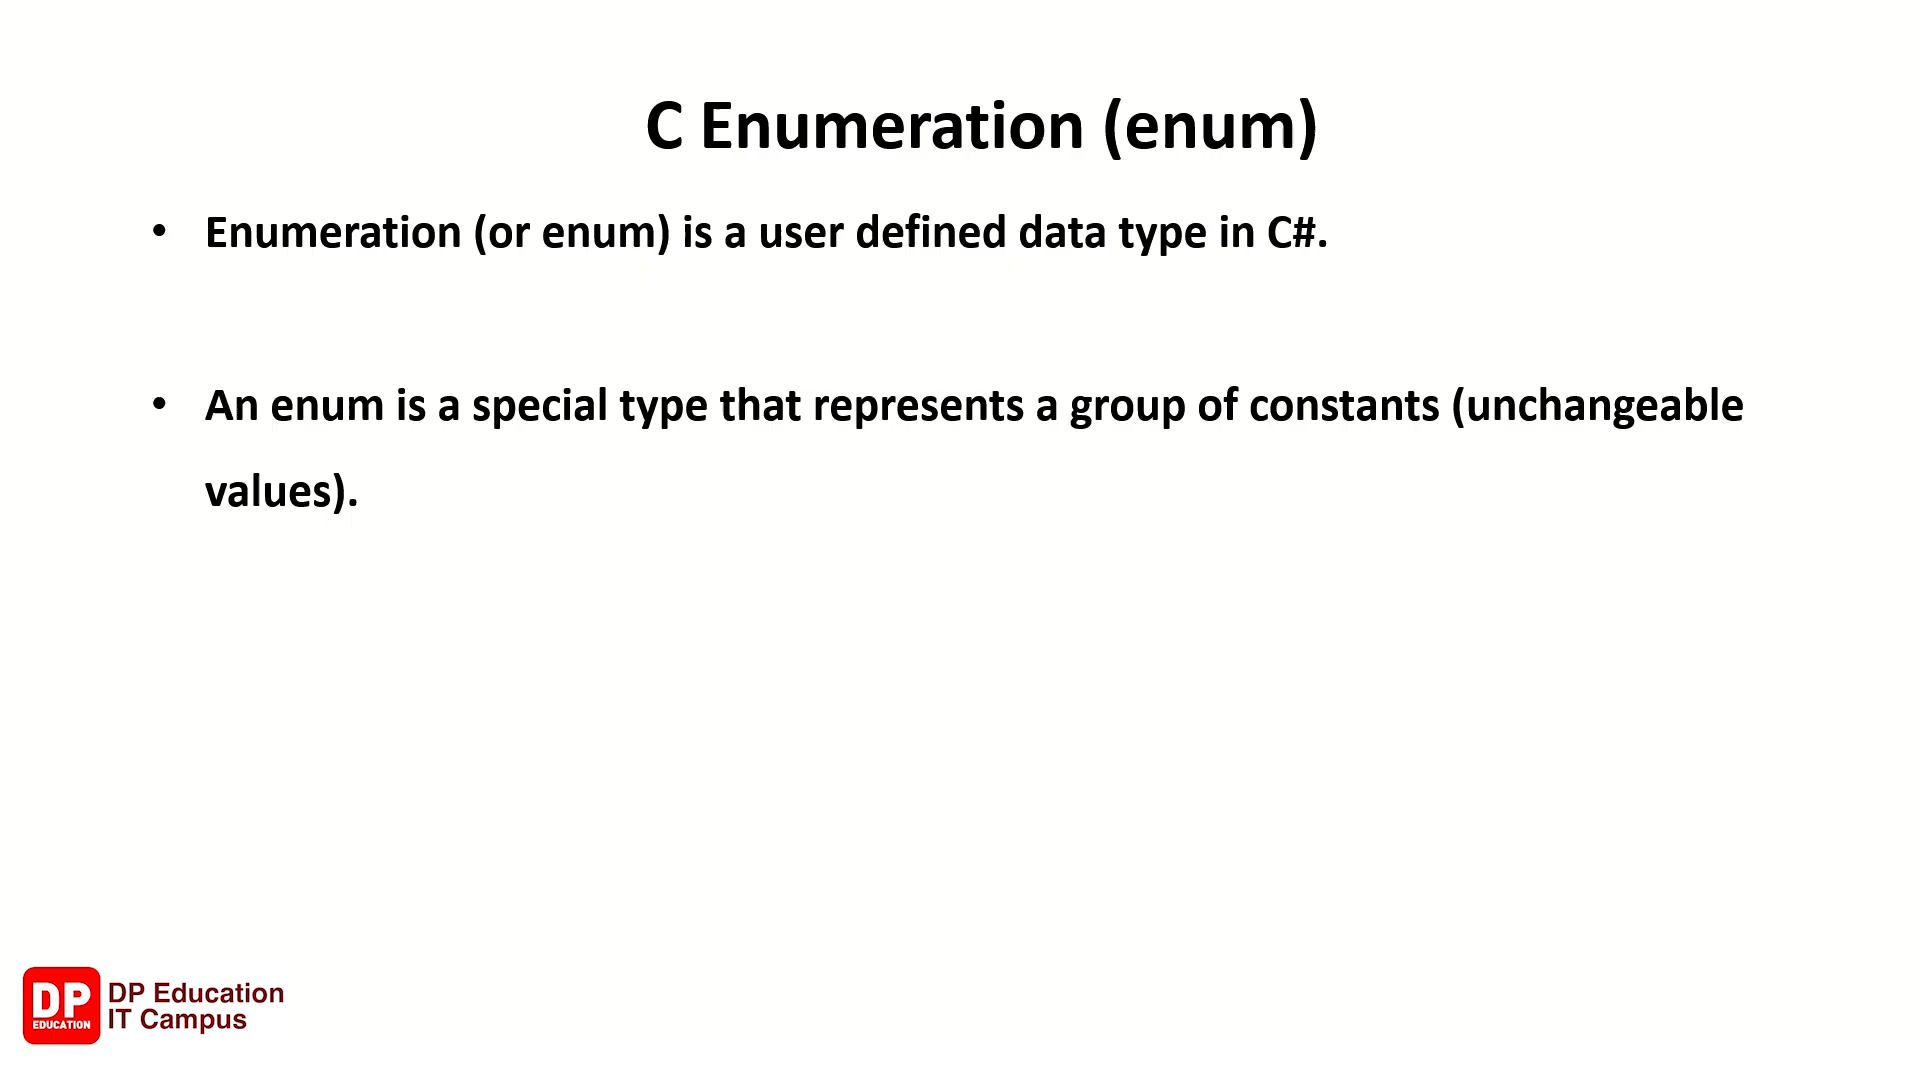 C Enumeration (enum)
• Enumeration (or enum) is a user defined data type in C#.
• An enum is a special type that represents a group of constants (unchangeable
values).
DP
EDUCATION
DP Education
IT Campus